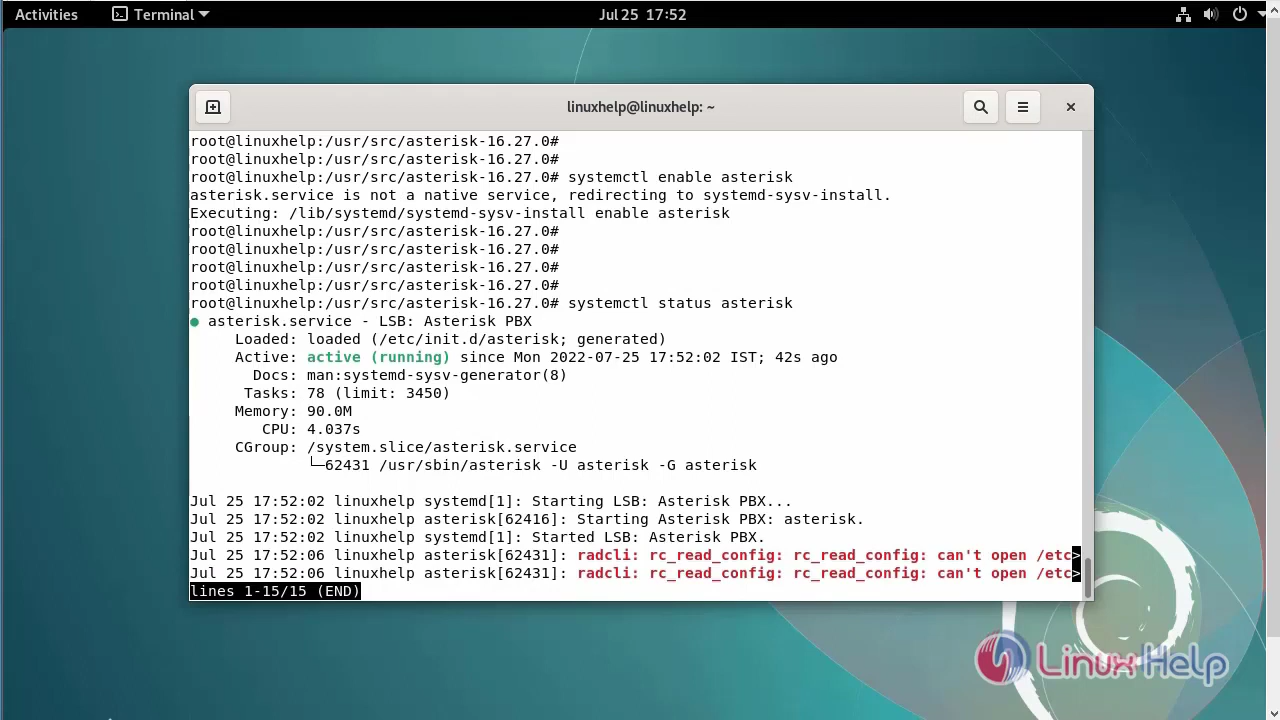 Activities Terminal Jul 25 17:52
linuxhelp@linuxhelp: ~
root@linuxhelp:/usr/src/asterisk-16.27.0#
root@linuxhelp:/usr/src/asterisk-16.27.0#
root@linuxhelp:/usr/src/asterisk-16.27.0# systemctl enable asterisk
asterisk.service is not a native service, redirecting to systemd-sysv-install.
Executing: /lib/systemd/systemd-sysv-install enable asterisk
root@linuxhelp:/usr/src/asterisk-16.27.0#
root@linuxhelp:/usr/src/asterisk-16.27.0#
root@linuxhelp:/usr/src/asterisk-16.27.0#
root@linuxhelp:/usr/src/asterisk-16.27.0#
root@linuxhelp:/usr/src/asterisk-16.27.0# systemctl status asterisk
● asterisk.service - LSB: Asterisk PBX
Loaded: loaded (/etc/init.d/asterisk; generated)
Active: active (running) since Mon 2022-07-25 17:52:02 IST; 42s ago
Docs: man:systemd-sysv-generator(8)
Tasks: 78 (limit: 3450)
Memory: 90.0M
CPU: 4.037s
CGroup: /system.slice/asterisk.service
└─62431 /usr/sbin/asterisk -U asterisk -G asterisk
Jul 25 17:52:02 linuxhelp systemd[1]: Starting LSB: Asterisk PBX...
Jul 25 17:52:02 linuxhelp asterisk[62416]: Starting Asterisk PBX: asterisk.
Jul 25 17:52:02 linuxhelp systemd[1]: Started LSB: Asterisk PBX.
Jul 25 17:52:06 linuxhelp asterisk[62431]: radcli: rc_read_config: rc_read_config: can't open /etc>
Jul 25 17:52:06 linuxhelp asterisk[62431]: radcli: rc_read_config: rc_read_config: can't open /etc>
lines 1-15/15 (END)
Linux Help